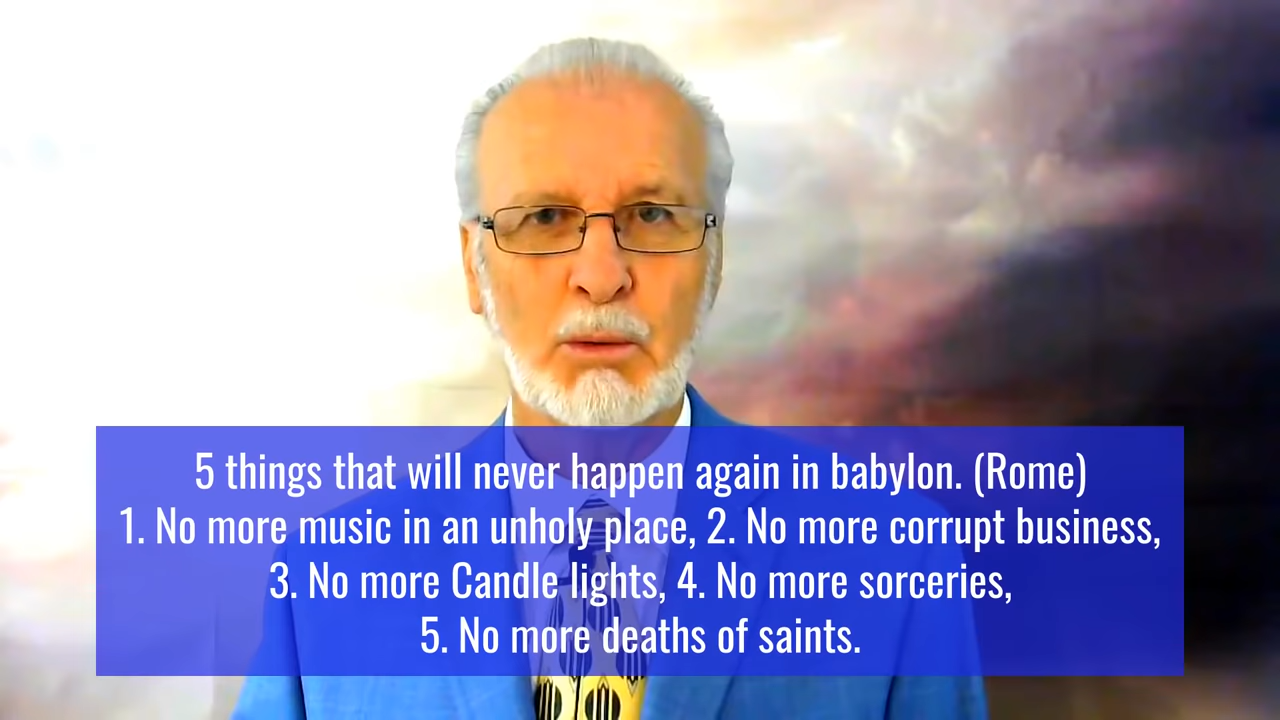 5 things that will never happen again in babylon. (Rome)
1. No more music in an unholy place, 2. No more corrupt business,
3. No more Candle lights, 4. No more sorceries,
5. No more deaths of saints.